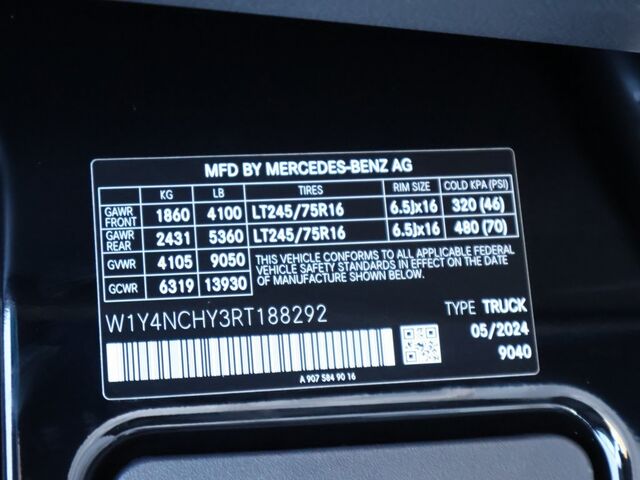 MFD BY MERCEDES-BENZ AG
KG LB TIRES RIM SIZE COLD KPA (PSI)
GAWR FRONT 1860 4100 LT245/75R16 6.5Jx16 320 (46)
GAWR REAR 2431 5360 LT245/75R16 6.5Jx16 480 (70)
GVWR 4105 9050
GCWR 6319 13930
THIS VEHICLE CONFORMS TO ALL APPLICABLE FEDERAL
VEHICLE SAFETY STANDARDS IN EFFECT ON THE DATE
OF MANUFACTURE SHOWN ABOVE.
W1Y4NCHY3RT188292
TYPE TRUCK
05/2024
9040
A 907 584 90 16